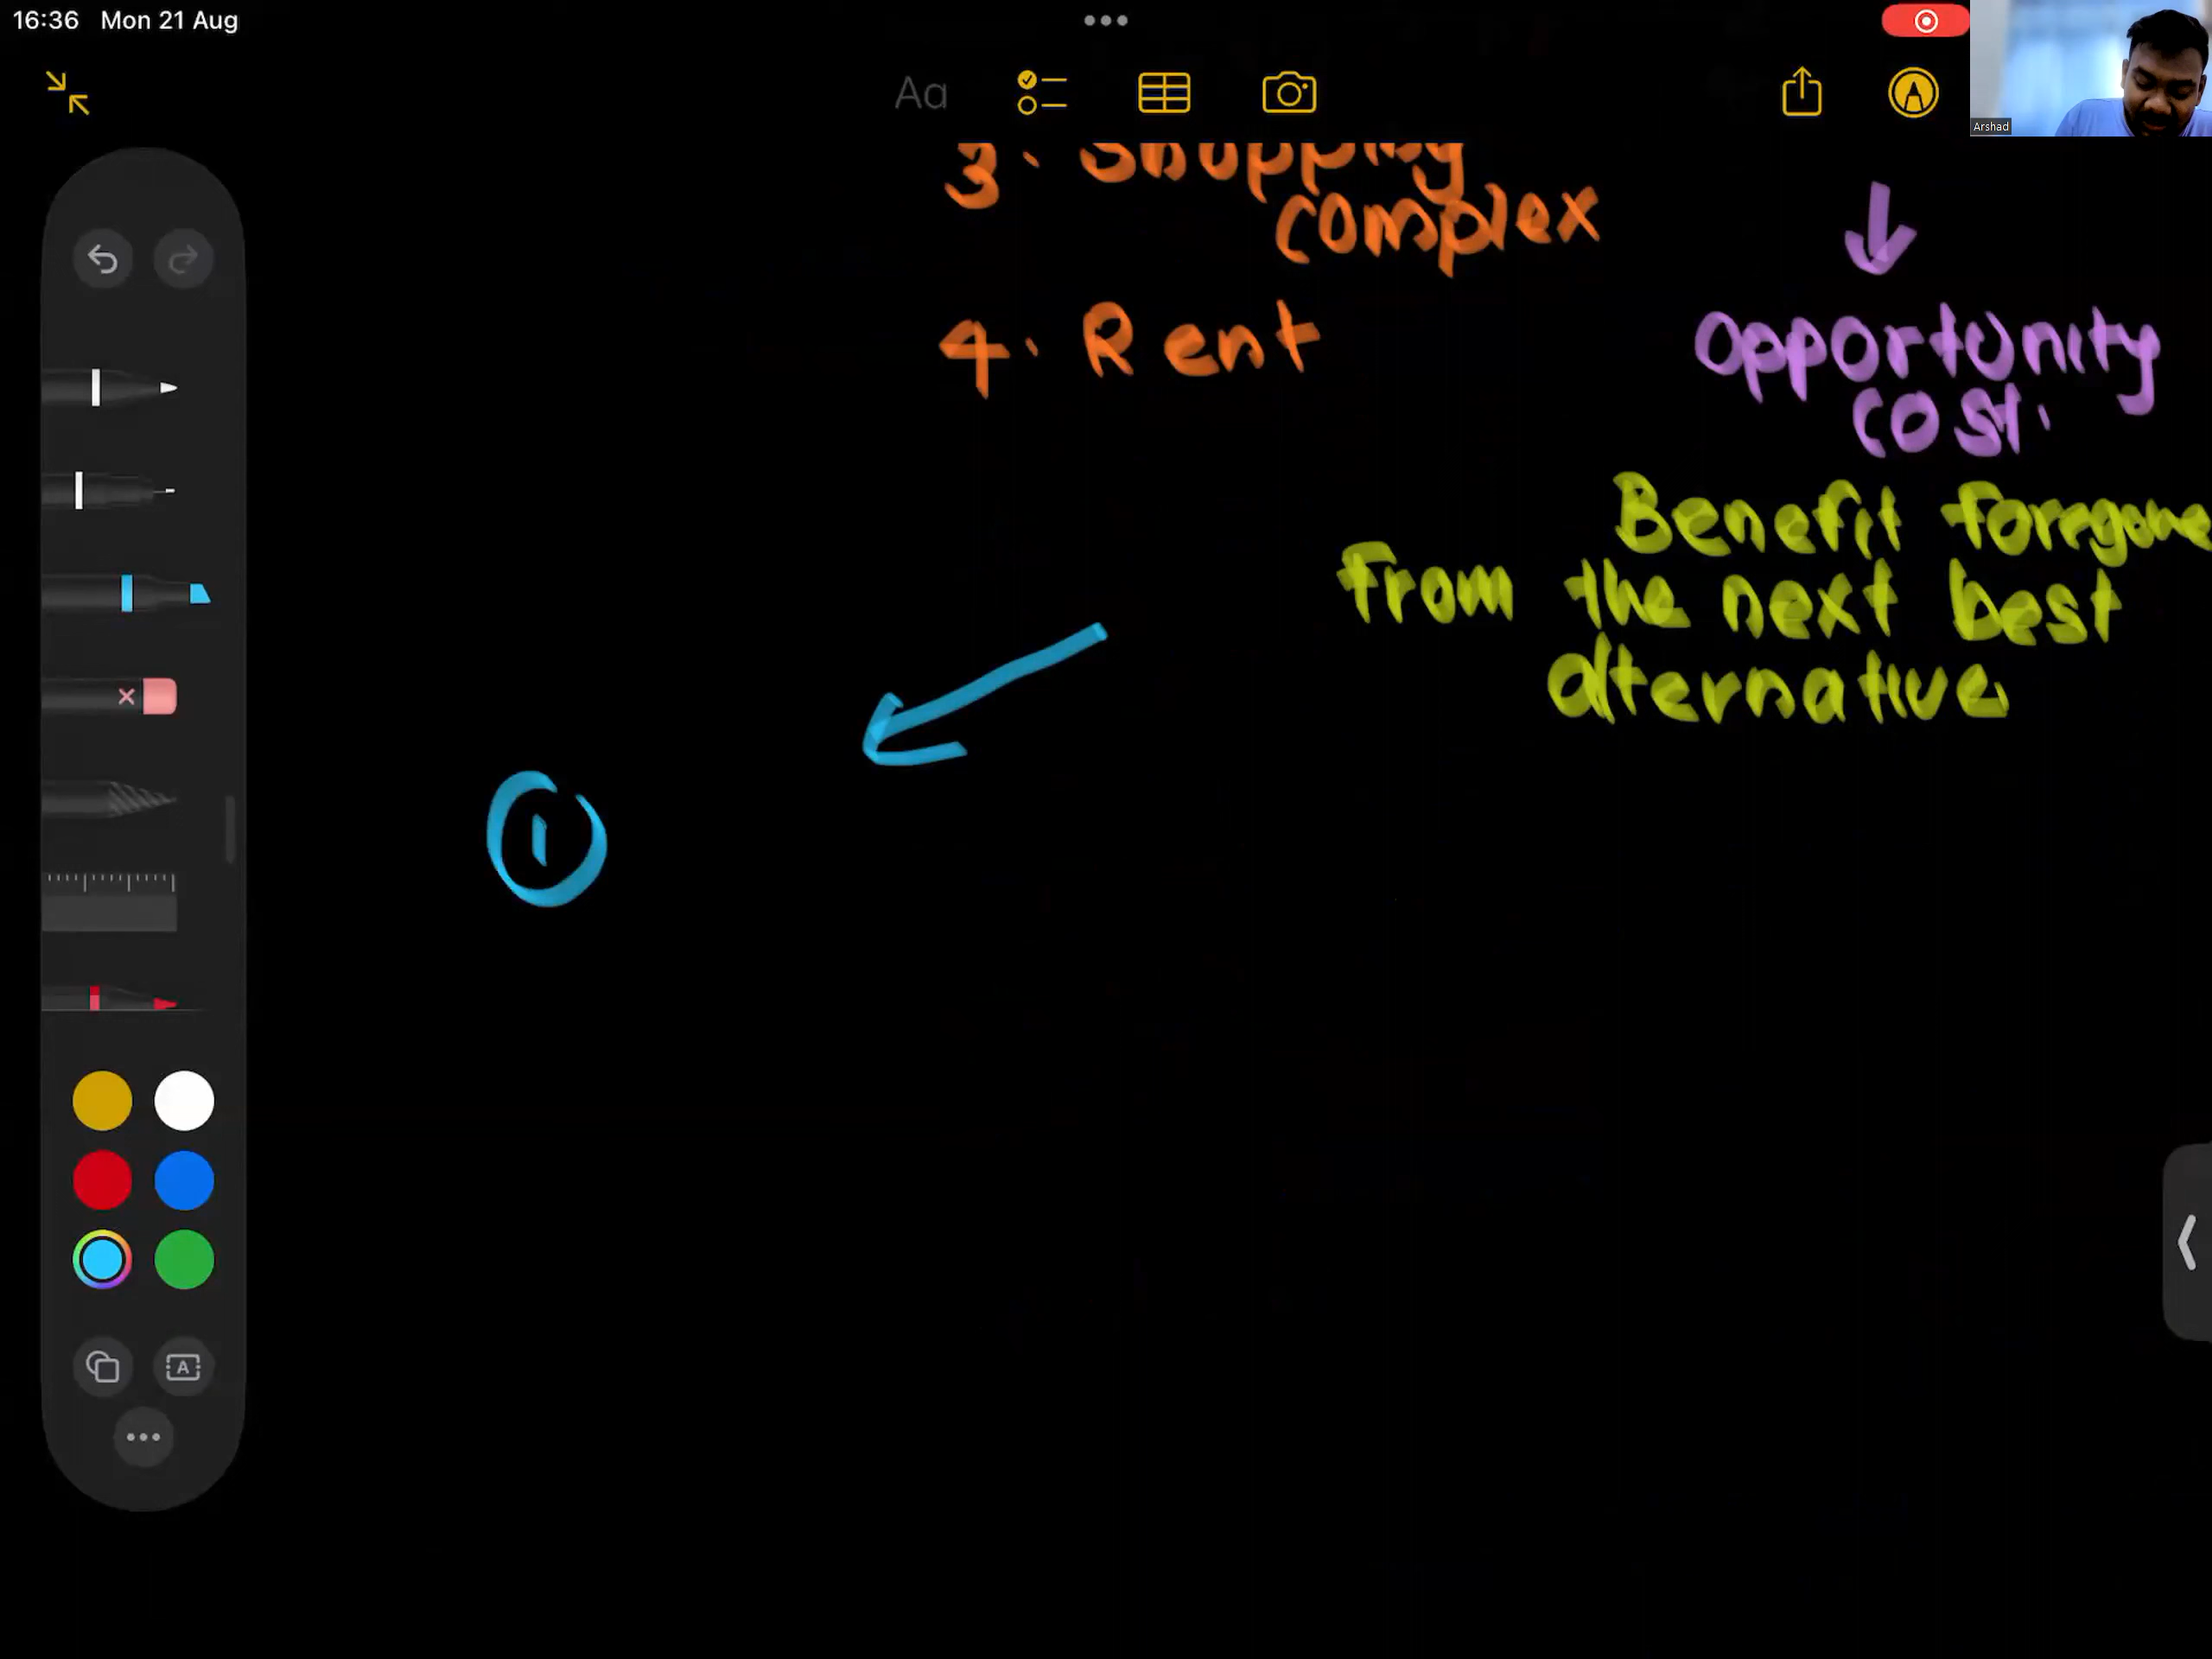 16:36 Mon 21 Aug
Aa
Arshad
3. Shopping
complex
4. Rent
Opportunity
cost.
Benefit forrgone
from the next best
alternative
1
A